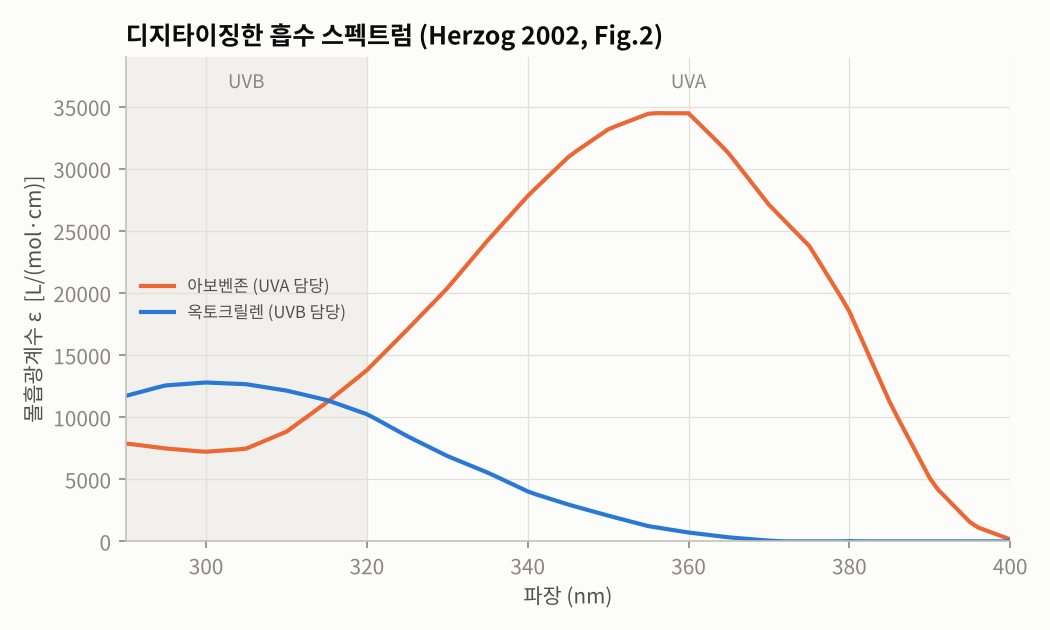 디지타이징한 흡수 스펙트럼 (Herzog 2002, Fig.2)
UVB
UVA
몰흡광계수 ε [L/(mol·cm)]
35000
30000
25000
20000
15000
10000
5000
0
아보벤존 (UVA 담당)
옥토크릴렌 (UVB 담당)
300
320
340
360
380
400
파장 (nm)